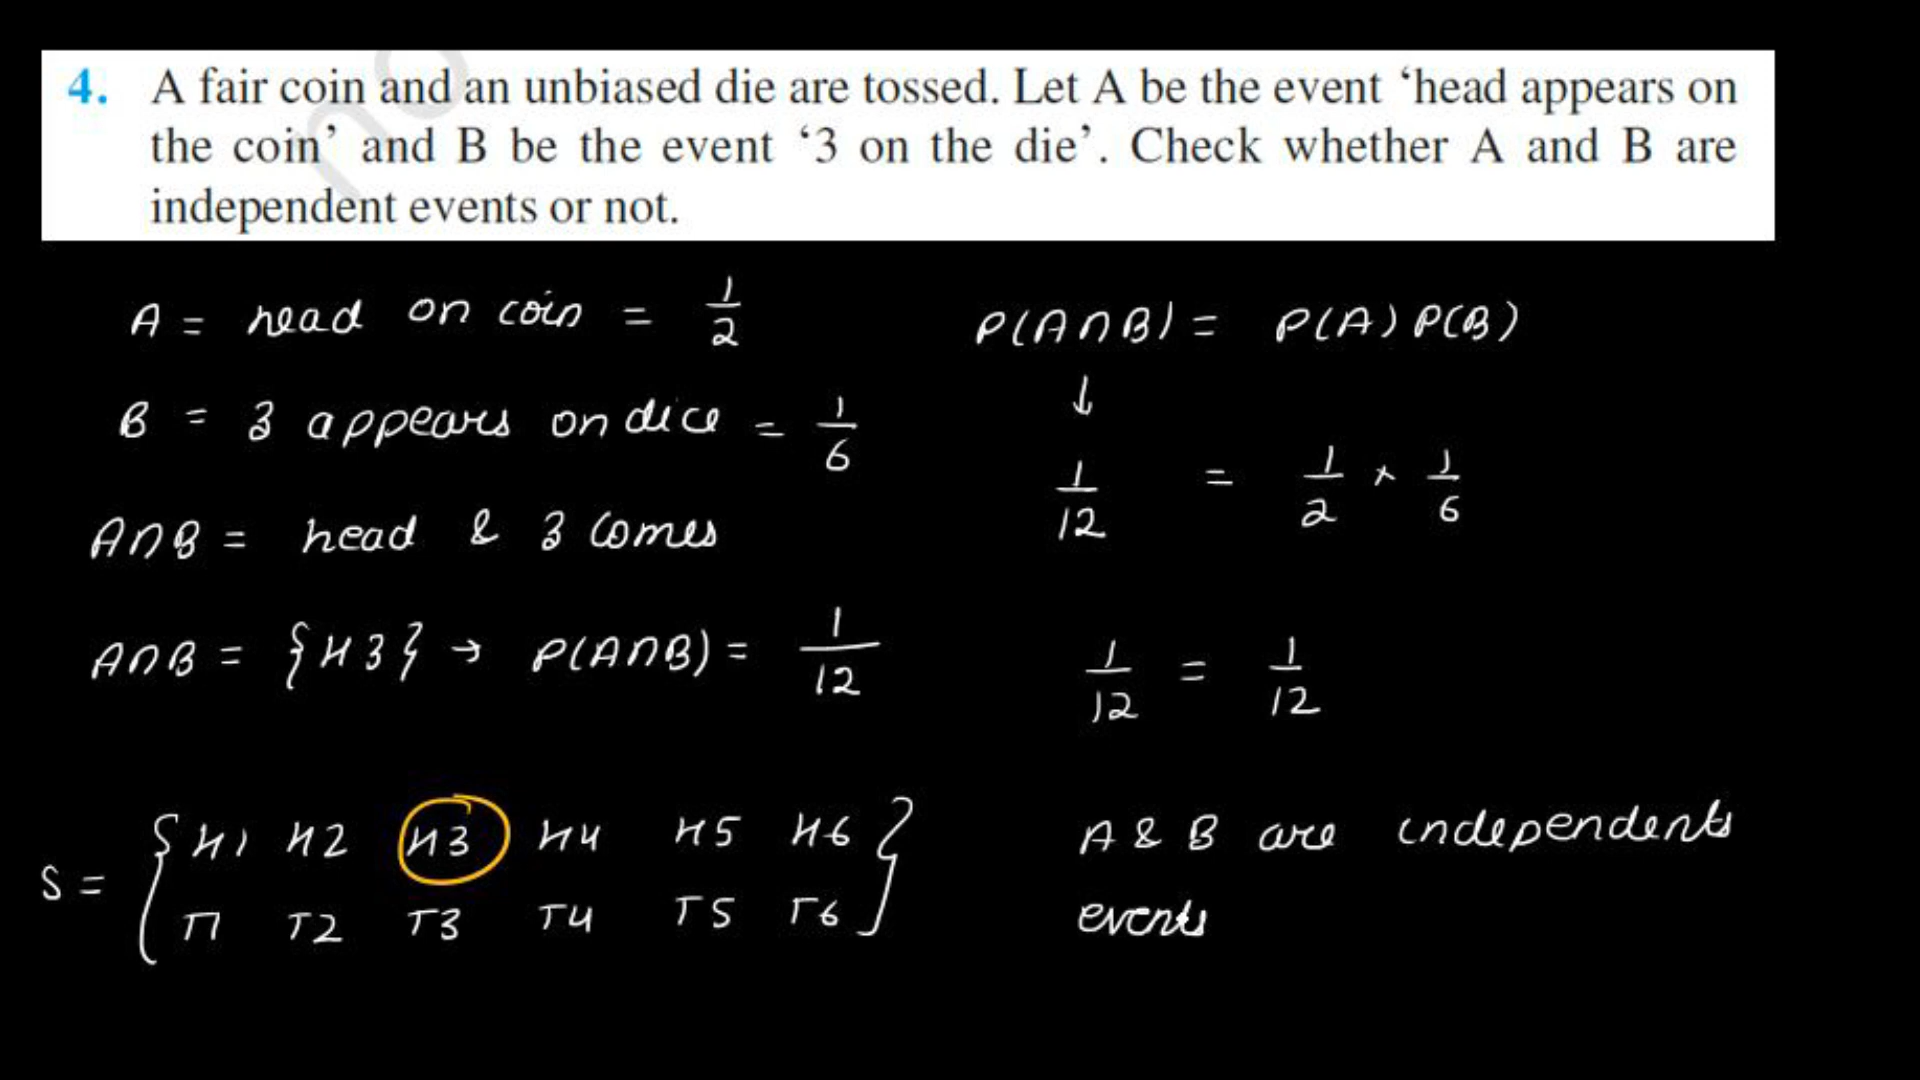 4. A fair coin and an unbiased die are tossed. Let A be the event ‘head appears on
the coin’ and B be the event ‘3 on the die’. Check whether A and B are
independent events or not.
A = head on coin = 1/2
B = 3 appears on dice = 1/6
A∩B = head & 3 comes
A∩B = {H3} → P(A∩B) = 1/12
S = {H1 H2 H3 H4 H5 H6
T1 T2 T3 T4 T5 T6}
P(A∩B) = P(A) P(B)
↓
1/12 = 1/2 × 1/6
1/12 = 1/12
A & B are independents
events